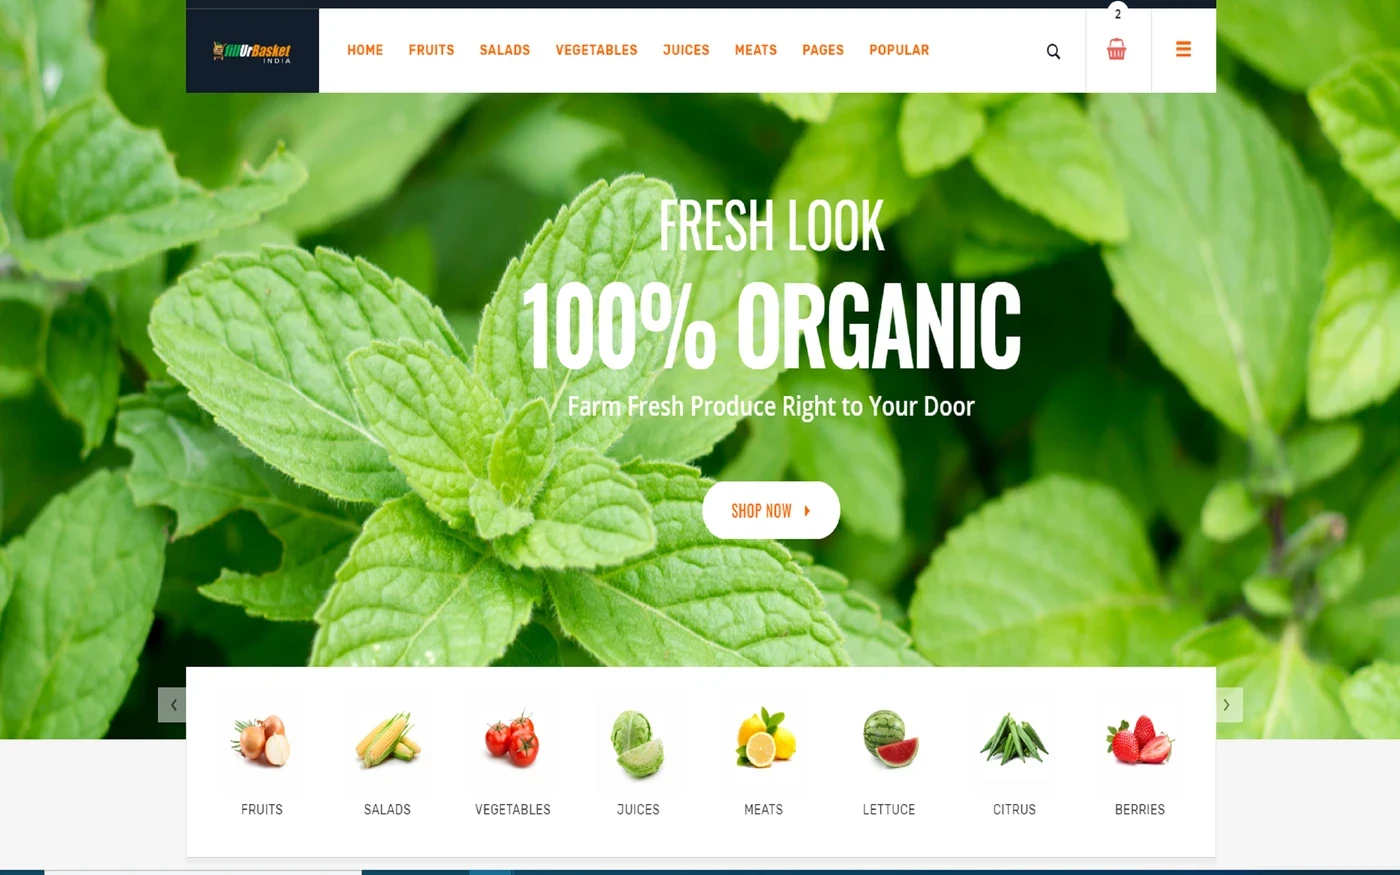 2
fillUrBasket
INDIA
HOME FRUITS SALADS VEGETABLES JUICES MEATS PAGES POPULAR
FRESH LOOK
100% ORGANIC
Farm Fresh Produce Right to Your Door
SHOP NOW
FRUITS SALADS VEGETABLES JUICES MEATS LETTUCE CITRUS BERRIES